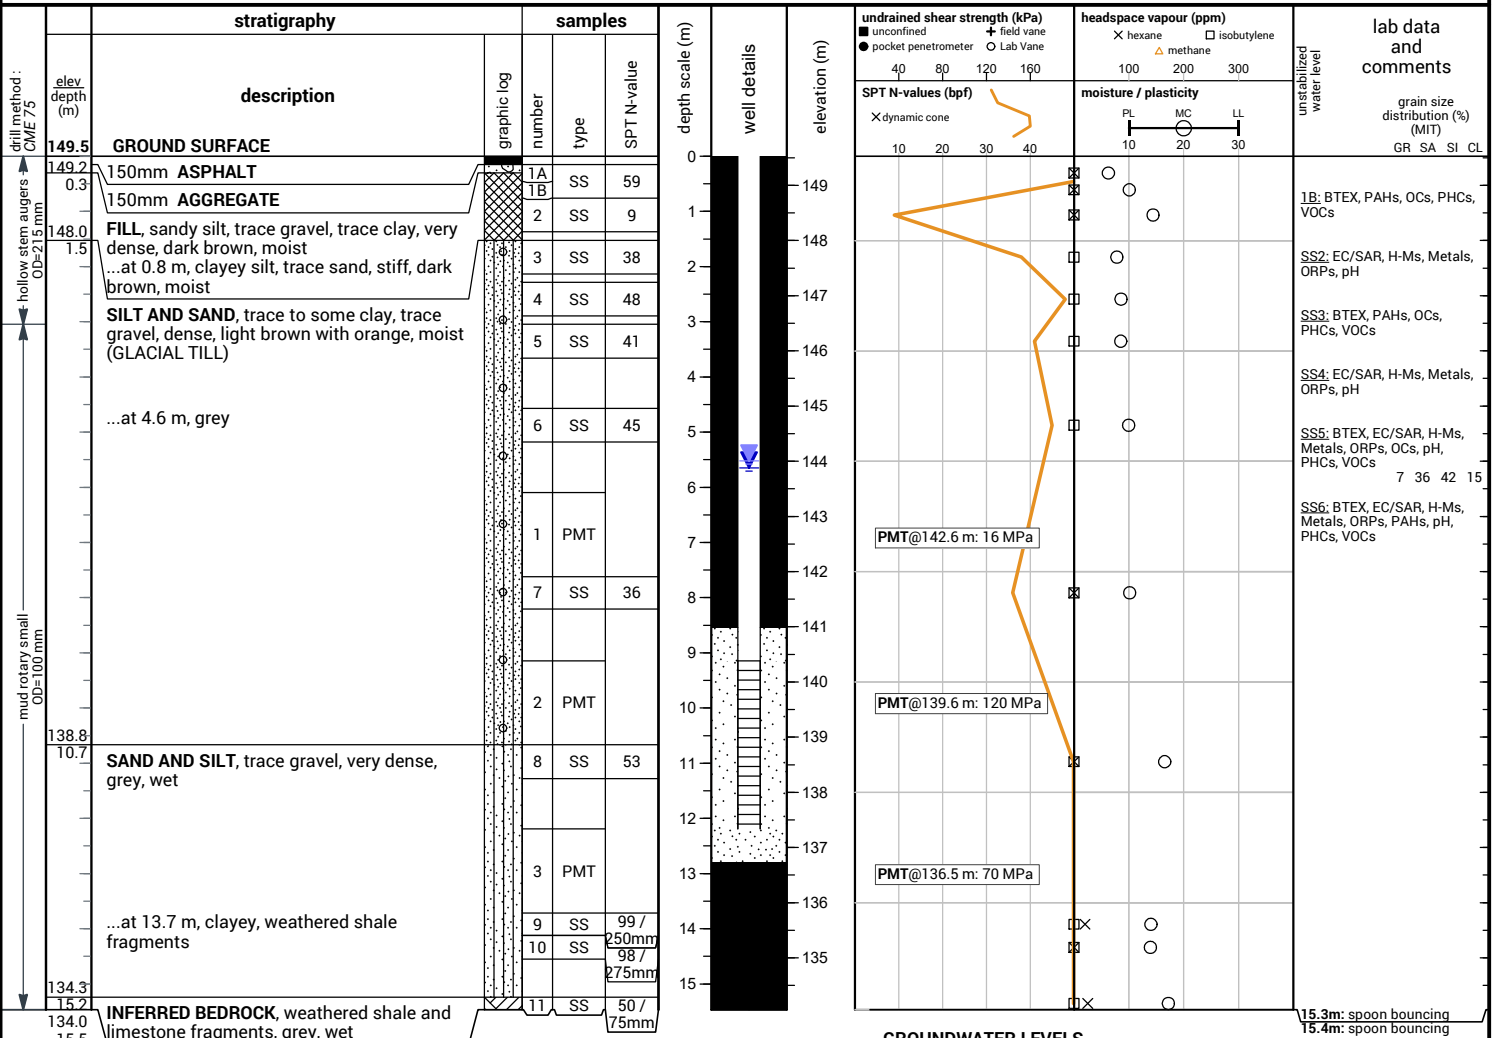 stratigraphy
samples
drill method :
CME 75
elev
depth
(m)
description
graphic log
number
type
SPT N-value
depth scale (m)
well details
elevation (m)
undrained shear strength (kPa)
unconfined
field vane
pocket penetrometer
Lab Vane
40 80 120 160
SPT N-values (bpf)
dynamic cone
10 20 30 40
headspace vapour (ppm)
hexane
isobutylene
methane
100 200 300
moisture / plasticity
PL MC LL
10 20 30
unstabilized
water level
lab data
and
comments
grain size
distribution (%)
(MIT)
GR SA SI CL
149.5 GROUND SURFACE
149.2
0.3
150mm ASPHALT
150mm AGGREGATE
148.0
1.5
FILL, sandy silt, trace gravel, trace clay, very
dense, dark brown, moist
...at 0.8 m, clayey silt, trace sand, stiff, dark
brown, moist
SILT AND SAND, trace to some clay, trace
gravel, dense, light brown with orange, moist
(GLACIAL TILL)
...at 4.6 m, grey
138.8
10.7
SAND AND SILT, trace gravel, very dense,
grey, wet
...at 13.7 m, clayey, weathered shale
fragments
134.3
15.2
INFERRED BEDROCK, weathered shale and
limestone fragments, grey, wet
134.0
15.5
hollow stem augers
OD=215 mm
mud rotary small
OD=100 mm
1A SS 59
1B
2 SS 9
3 SS 38
4 SS 48
5 SS 41
6 SS 45
1 PMT
7 SS 36
2 PMT
8 SS 53
3 PMT
9 SS 99 /
250mm
10 SS 98 /
275mm
11 SS 50 /
75mm
0
1
2
3
4
5
6
7
8
9
10
11
12
13
14
15
149
148
147
146
145
144
143
142
141
140
139
138
137
136
135
PMT@142.6 m: 16 MPa
PMT@139.6 m: 120 MPa
PMT@136.5 m: 70 MPa
1B: BTEX, PAHs, OCs, PHCs,
VOCs
SS2: EC/SAR, H-Ms, Metals,
ORPs, pH
SS3: BTEX, PAHs, OCs,
PHCs, VOCs
SS4: EC/SAR, H-Ms, Metals,
ORPs, pH
SS5: BTEX, EC/SAR, H-Ms,
Metals, ORPs, OCs, pH,
PHCs, VOCs
7 36 42 15
SS6: BTEX, EC/SAR, H-Ms,
Metals, ORPs, PAHs, pH,
PHCs, VOCs
15.3m: spoon bouncing
15.4m: spoon bouncing
GROUNDWATER LEVELS